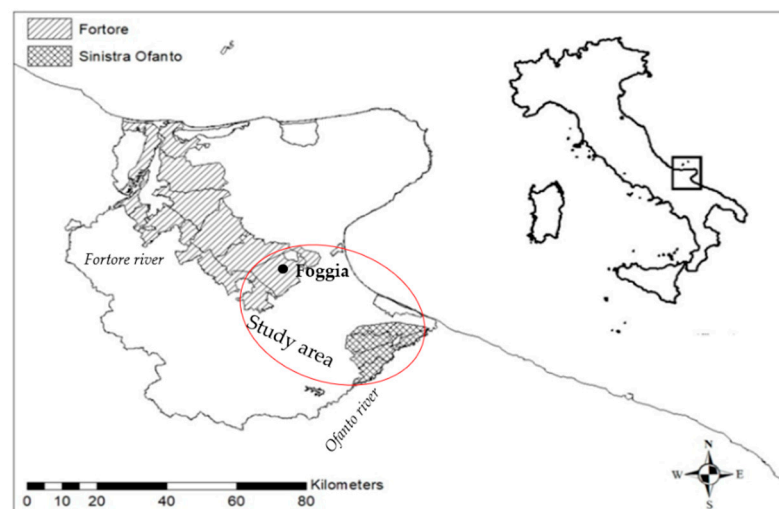 Fortore
Sinistra Ofanto
Fortore river
Foggia
Study area
Ofanto river
Kilometers
0 10 20 40 60 80
N
W E
S